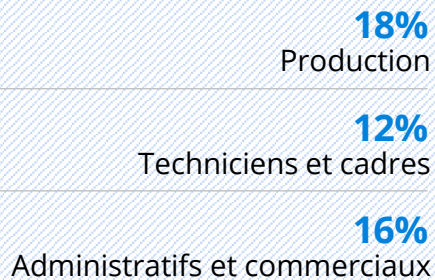 18%
Production
12%
Techniciens et cadres
16%
Administratifs et commerciaux